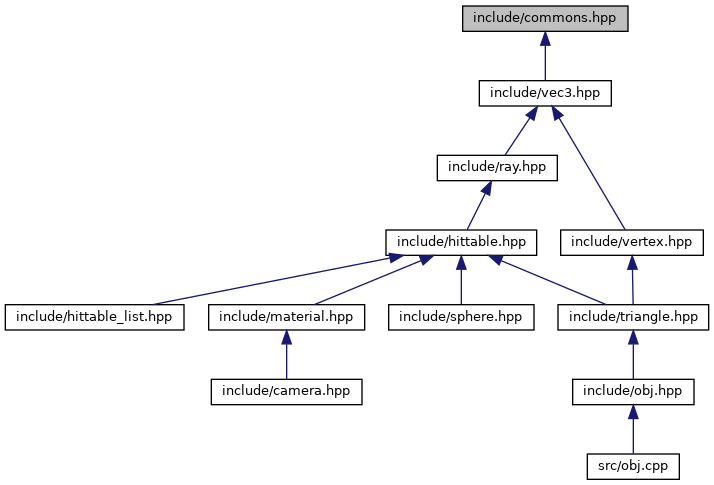 include/commons.hpp
include/vec3.hpp
include/ray.hpp
include/hittable.hpp
include/vertex.hpp
include/hittable_list.hpp
include/material.hpp
include/sphere.hpp
include/triangle.hpp
include/camera.hpp
include/obj.hpp
src/obj.cpp